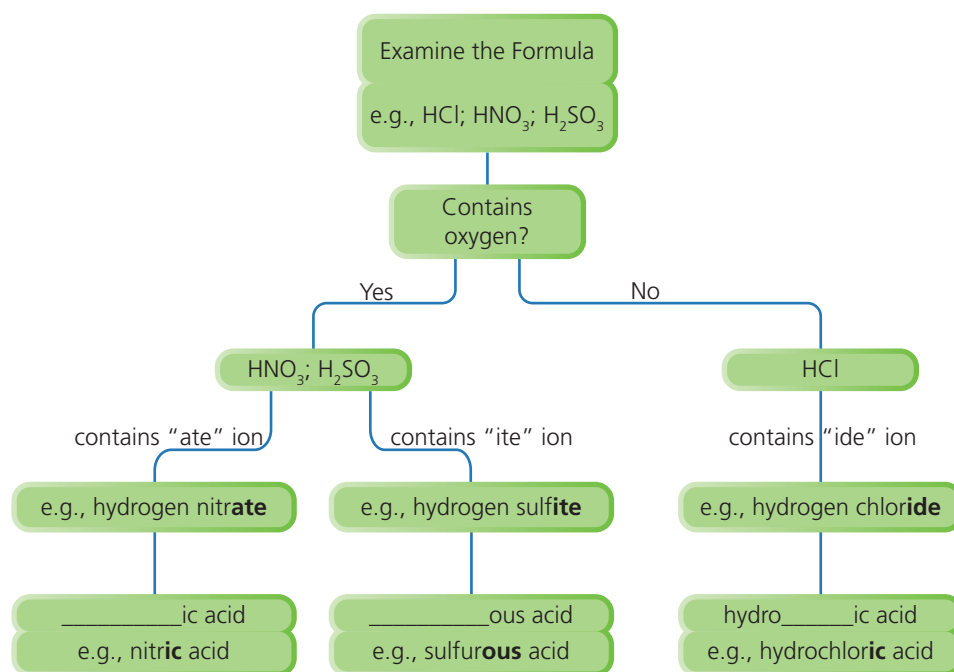 Examine the Formula
e.g., HCl; HNO₃; H₂SO₃
Contains
oxygen?
Yes
No
HNO₃; H₂SO₃
HCl
contains “ate” ion
contains “ite” ion
contains “ide” ion
e.g., hydrogen nitrate
e.g., hydrogen sulfite
e.g., hydrogen chloride
__________ic acid
e.g., nitric acid
__________ous acid
e.g., sulfurous acid
hydro______ic acid
e.g., hydrochloric acid